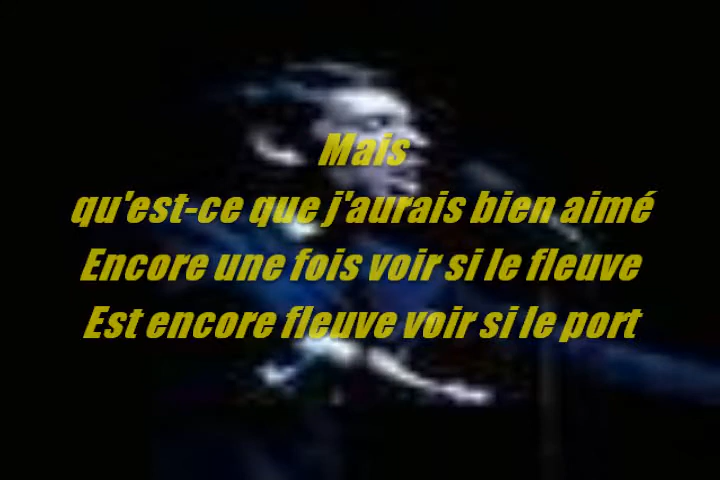 Mais
qu'est-ce que j'aurais bien aimé
Encore une fois voir si le fleuve
Est encore fleuve voir si le port